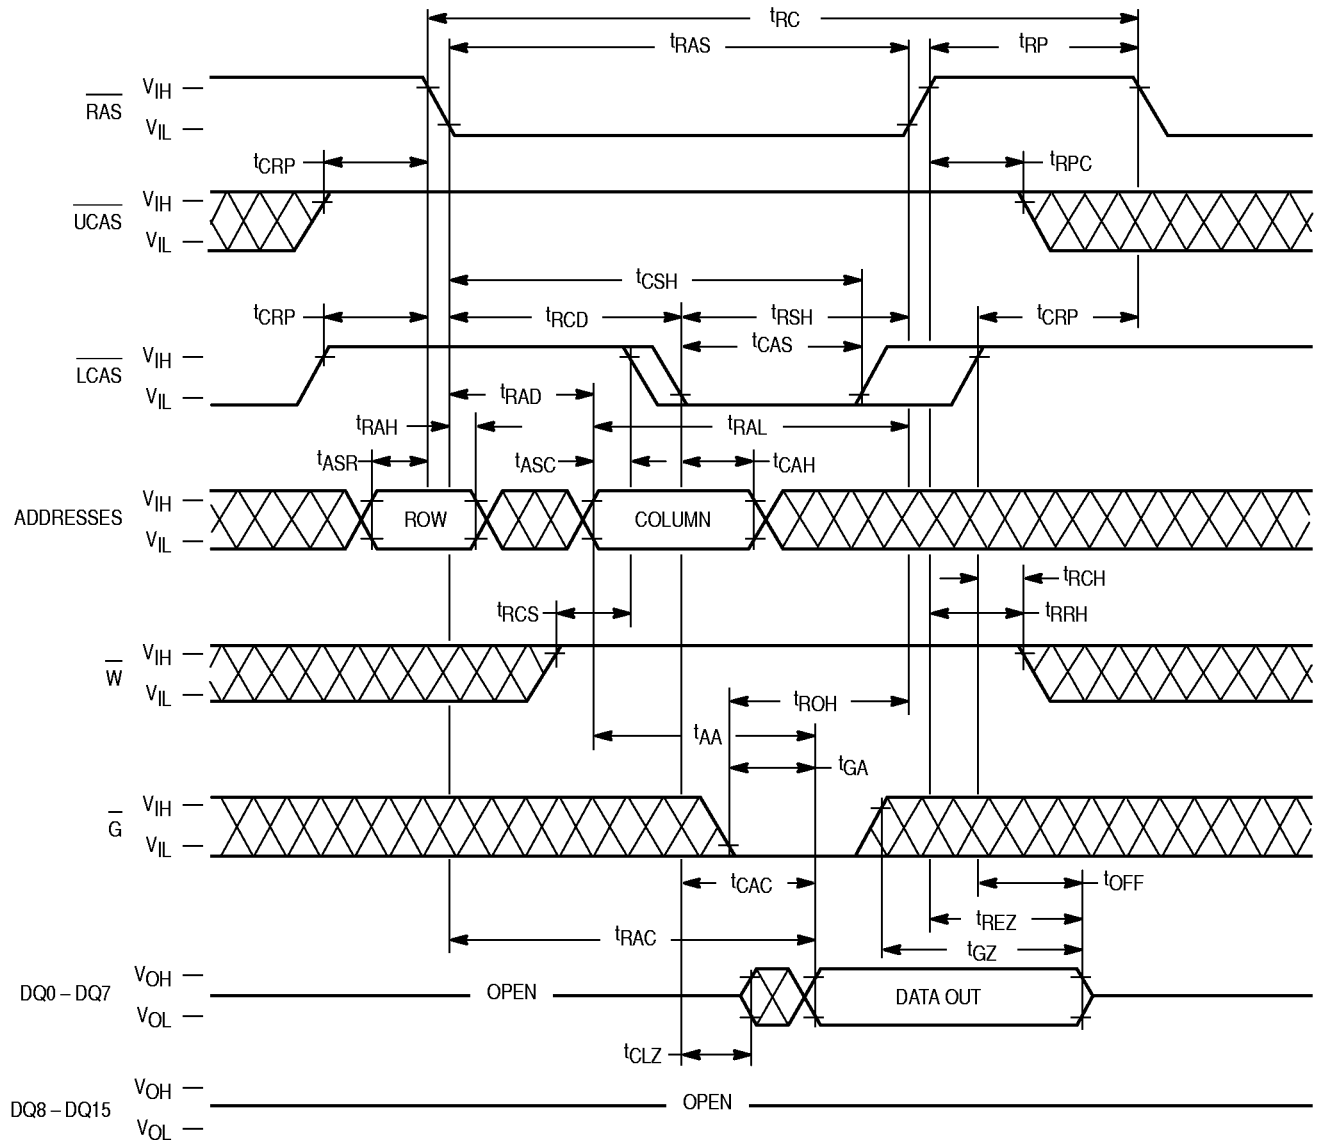 tRC
tRAS
tRP
RAS
VIH
VIL
tCRP
tRPC
UCAS
VIH
VIL
tCSH
tCRP
tRCD
tRSH
tCRP
tCAS
LCAS
VIH
VIL
tRAD
tRAH
tRAL
tASR
tASC
tCAH
ADDRESSES
VIH
VIL
ROW
COLUMN
tRCH
tRCS
tRRH
W
VIH
VIL
tROH
tAA
tGA
G
VIH
VIL
tCAC
tOFF
tREZ
tRAC
tGZ
DQ0 – DQ7
VOH
VOL
OPEN
DATA OUT
tCLZ
DQ8 – DQ15
VOH
VOL
OPEN